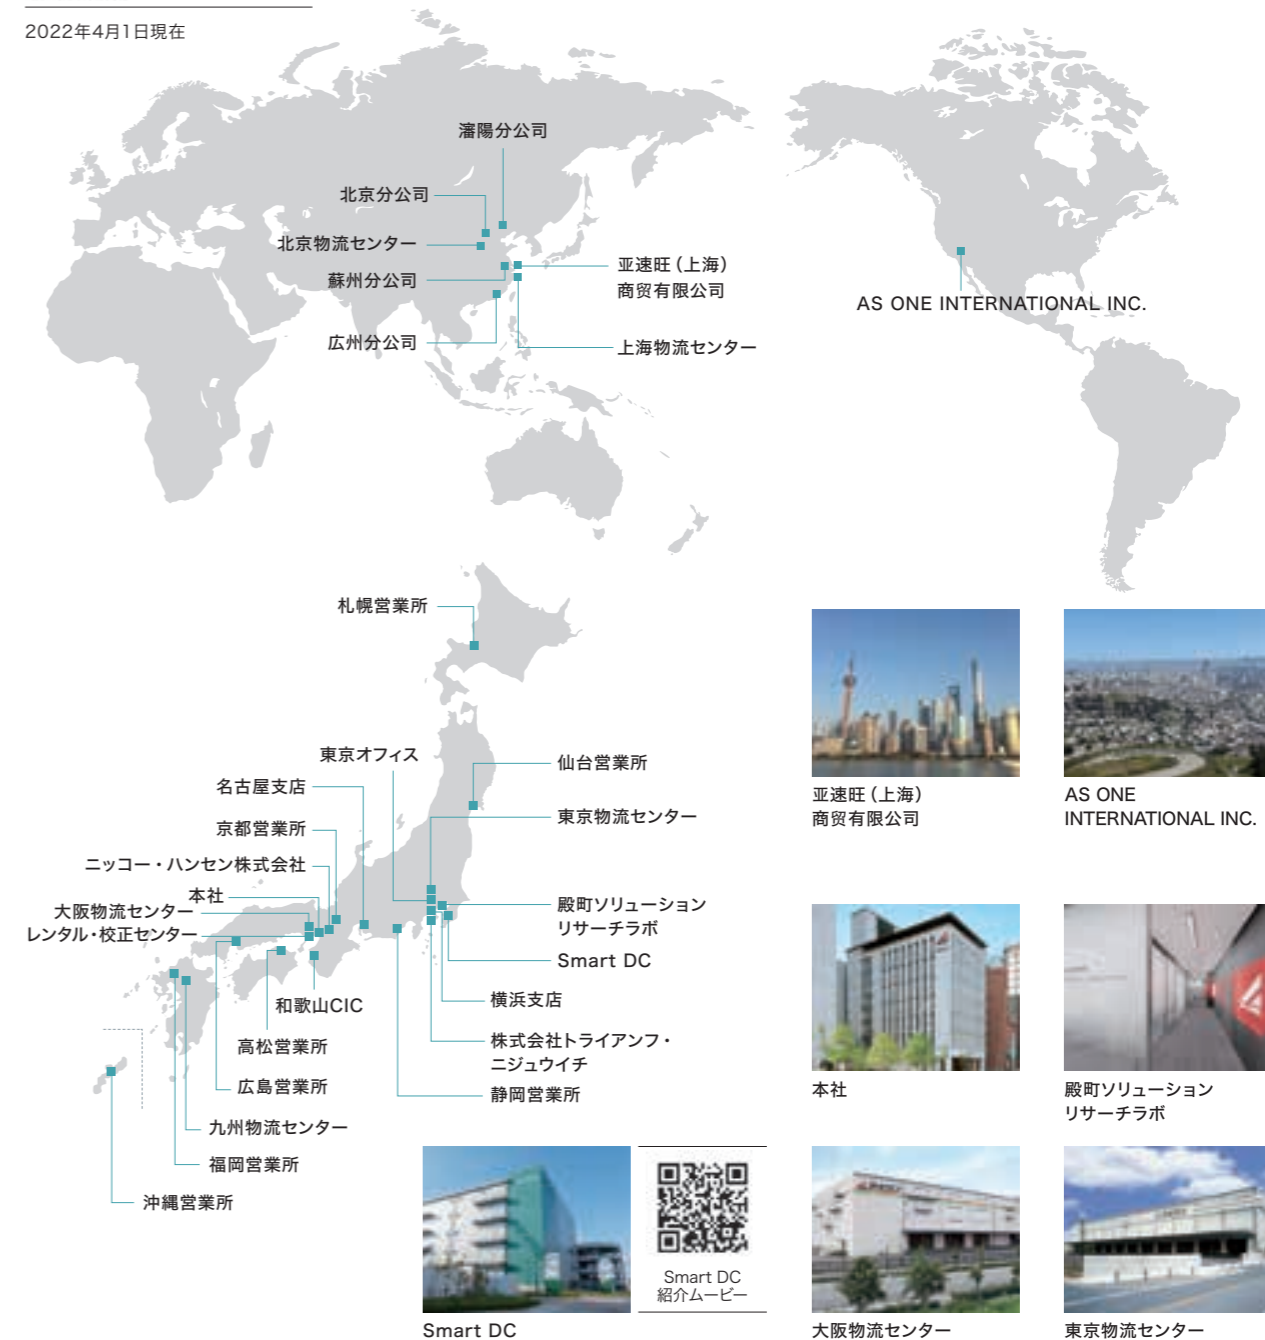 2022年4月1日現在
瀋陽分公司
北京分公司
北京物流センター
蘇州分公司
広州分公司
亚速旺（上海）
商贸有限公司
上海物流センター
AS ONE INTERNATIONAL INC.
札幌営業所
東京オフィス
名古屋支店
京都営業所
ニッコー・ハンセン株式会社
本社
大阪物流センター
レンタル・校正センター
仙台営業所
東京物流センター
殿町ソリューション
リサーチラボ
Smart DC
横浜支店
株式会社トライアンフ・
ニジュウイチ
静岡営業所
和歌山CIC
高松営業所
広島営業所
九州物流センター
福岡営業所
沖縄営業所
亚速旺（上海）
商贸有限公司
AS ONE
INTERNATIONAL INC.
本社
殿町ソリューション
リサーチラボ
Smart DC
Smart DC
紹介ムービー
大阪物流センター
東京物流センター